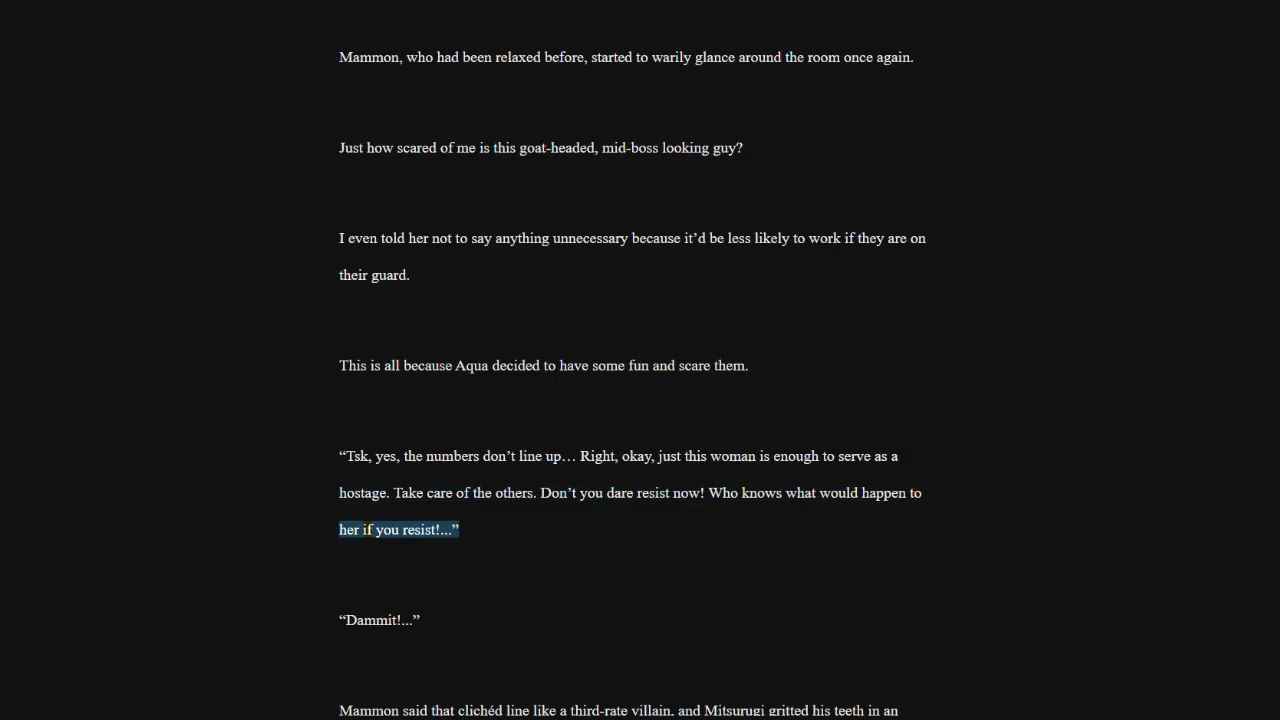 Mammon, who had been relaxed before, started to warily glance around the room once again.
Just how scared of me is this goat-headed, mid-boss looking guy?
I even told her not to say anything unnecessary because it’d be less likely to work if they are on
their guard.
This is all because Aqua decided to have some fun and scare them.
“Tsk, yes, the numbers don’t line up… Right, okay, just this woman is enough to serve as a
hostage. Take care of the others. Don’t you dare resist now! Who knows what would happen to
her if you resist!...”
“Dammit!...”
Mammon said that clichéd line like a third-rate villain, and Mitsurugi gritted his teeth in an